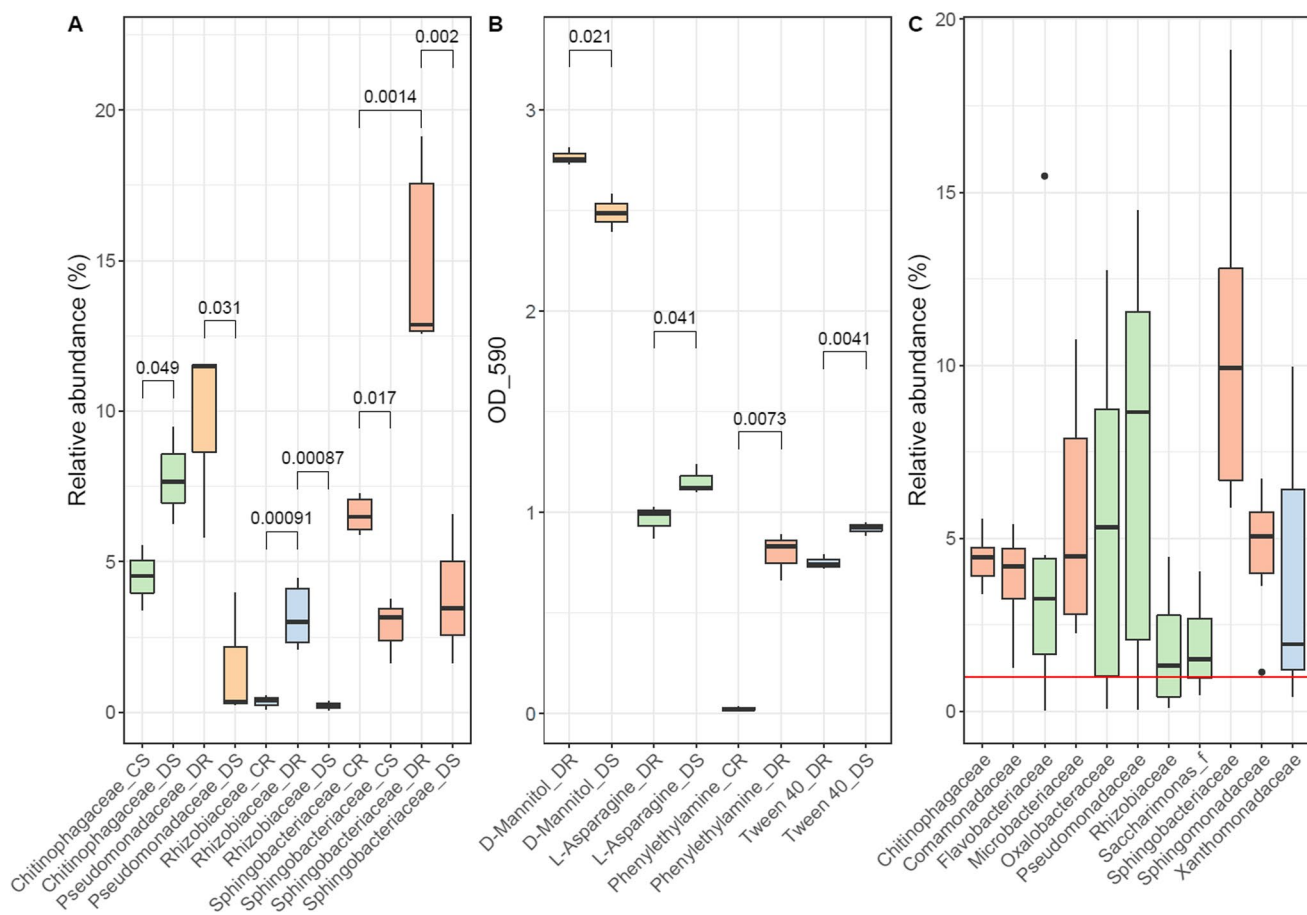 A
Relative abundance (%)
20
15
10
5
0
0.049
0.031
0.00091
0.00087
0.017
0.0014
0.002
Chitinophagaceae_CS
Chitinophagaceae_DS
Pseudomonadaceae_DR
Pseudomonadaceae_DS
Rhizobiaceae_CR
Rhizobiaceae_DR
Rhizobiaceae_DS
Sphingobacteriaceae_CR
Sphingobacteriaceae_CS
Sphingobacteriaceae_DR
Sphingobacteriaceae_DS
B
OD_590
3
2
1
0
0.021
0.041
0.0073
0.0041
D-Mannitol_DR
D-Mannitol_DS
L-Asparagine_DR
L-Asparagine_DS
Phenylethylamine_CR
Phenylethylamine_DR
Tween 40_DR
Tween 40_DS
C
Relative abundance (%)
20
15
10
5
0
Chitinophagaceae
Comamonadaceae
Flavobacteriaceae
Microbacteriaceae
Oxalobacteraceae
Pseudomonadaceae
Rhizobiaceae
Saccharimonas_f
Sphingobacteriaceae
Sphingomonadaceae
Xanthomonadaceae